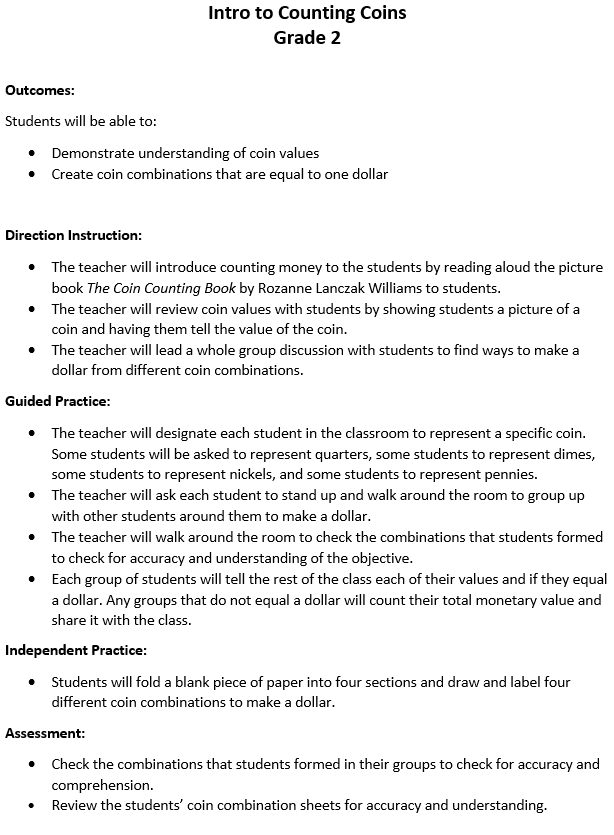 Intro to Counting Coins
Grade 2
Outcomes:
Students will be able to:
• Demonstrate understanding of coin values
• Create coin combinations that are equal to one dollar
Direction Instruction:
• The teacher will introduce counting money to the students by reading aloud the picture
book The Coin Counting Book by Rozanne Lanczak Williams to students.
• The teacher will review coin values with students by showing students a picture of a
coin and having them tell the value of the coin.
• The teacher will lead a whole group discussion with students to find ways to make a
dollar from different coin combinations.
Guided Practice:
• The teacher will designate each student in the classroom to represent a specific coin.
Some students will be asked to represent quarters, some students to represent dimes,
some students to represent nickels, and some students to represent pennies.
• The teacher will ask each student to stand up and walk around the room to group up
with other students around them to make a dollar.
• The teacher will walk around the room to check the combinations that students formed
to check for accuracy and understanding of the objective.
• Each group of students will tell the rest of the class each of their values and if they equal
a dollar. Any groups that do not equal a dollar will count their total monetary value and
share it with the class.
Independent Practice:
• Students will fold a blank piece of paper into four sections and draw and label four
different coin combinations to make a dollar.
Assessment:
• Check the combinations that students formed in their groups to check for accuracy and
comprehension.
• Review the students’ coin combination sheets for accuracy and understanding.